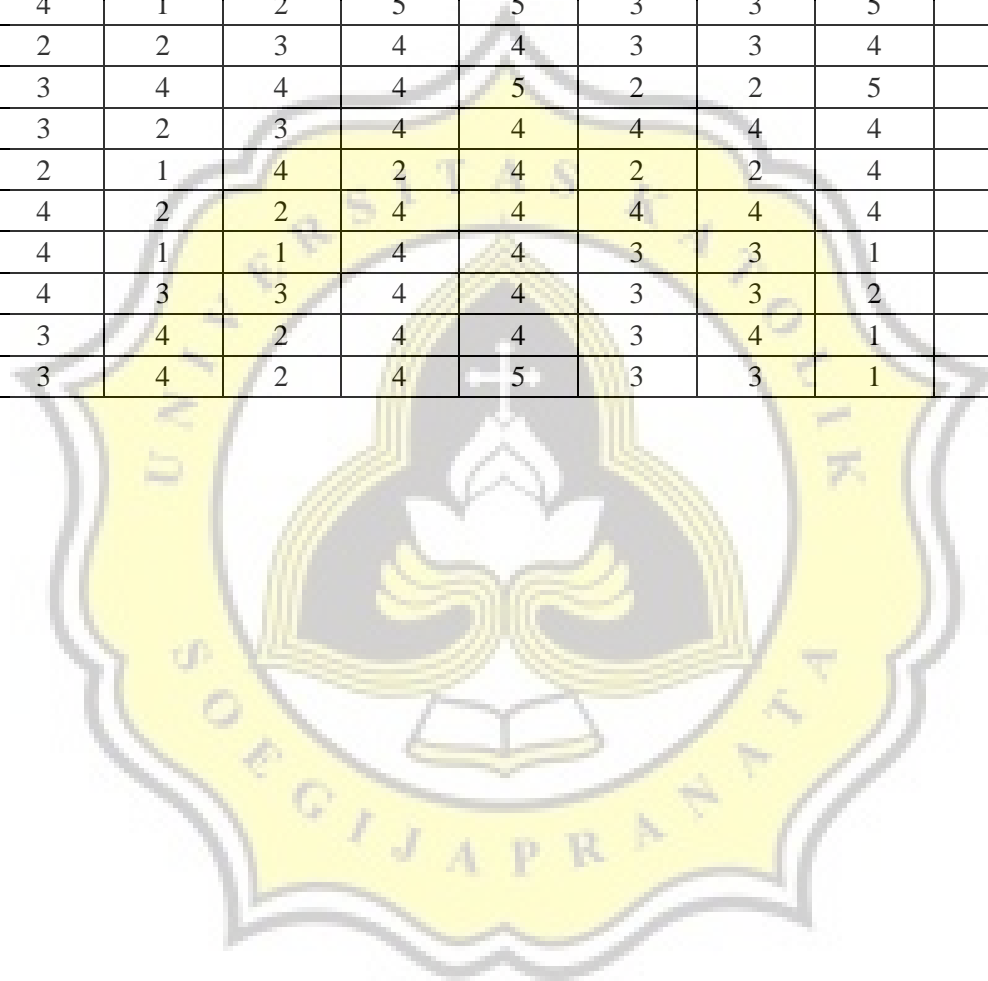 4 1 2 5 5 3 3 5
2 2 3 4 4 3 3 4
3 4 4 4 5 2 2 5
3 2 3 4 4 4 4 4
2 1 4 2 4 2 2 4
4 2 2 4 4 4 4 4
4 1 1 4 4 3 3 1
4 3 3 4 4 3 3 2
3 4 2 4 4 3 4 1
3 4 2 4 5 3 3 1
UNIVERSITAS KATOLIK
SOEGIJAPRANATA